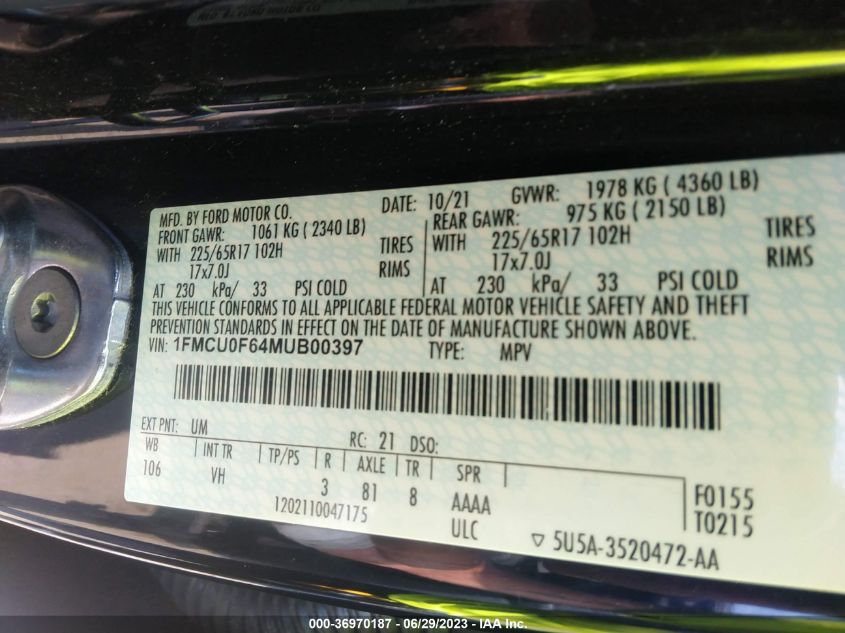 MFD. BY FORD MOTOR CO.
MFD. BY FORD MOTOR CO. DATE: 10/21 GVWR: 1978 KG ( 4360 LB)
FRONT GAWR: 1061 KG ( 2340 LB) REAR GAWR: 975 KG ( 2150 LB)
WITH 225/65R17 102H TIRES WITH 225/65R17 102H TIRES
17x7.0J RIMS 17x7.0J RIMS
AT 230 kPa/ 33 PSI COLD AT 230 kPa/ 33 PSI COLD
THIS VEHICLE CONFORMS TO ALL APPLICABLE FEDERAL MOTOR VEHICLE SAFETY AND THEFT
PREVENTION STANDARDS IN EFFECT ON THE DATE OF MANUFACTURE SHOWN ABOVE.
VIN: 1FMCU0F64MUB00397 TYPE: MPV
EXT PNT: UM RC: 21 DSO:
WB INT TR TP/PS R AXLE TR SPR
106 VH 3 81 8 AAAA F0155
1202110047175 ULC T0215
▽ 5U5A-3520472-AA
000-36970187 - 06/29/2023 - © IAA Inc.